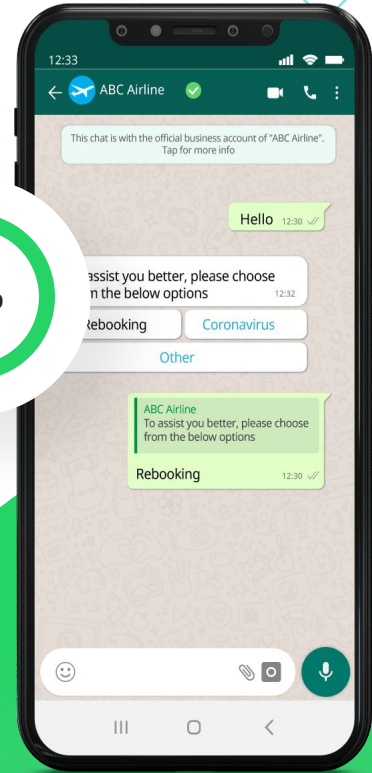 12:33
ABC Airline
This chat is with the official business account of "ABC Airline".
Tap for more info
Hello 12:30
assist you better, please choose
m the below options 12:32
Rebooking Coronavirus
Other
ABC Airline
To assist you better, please choose
from the below options
Rebooking 12:30